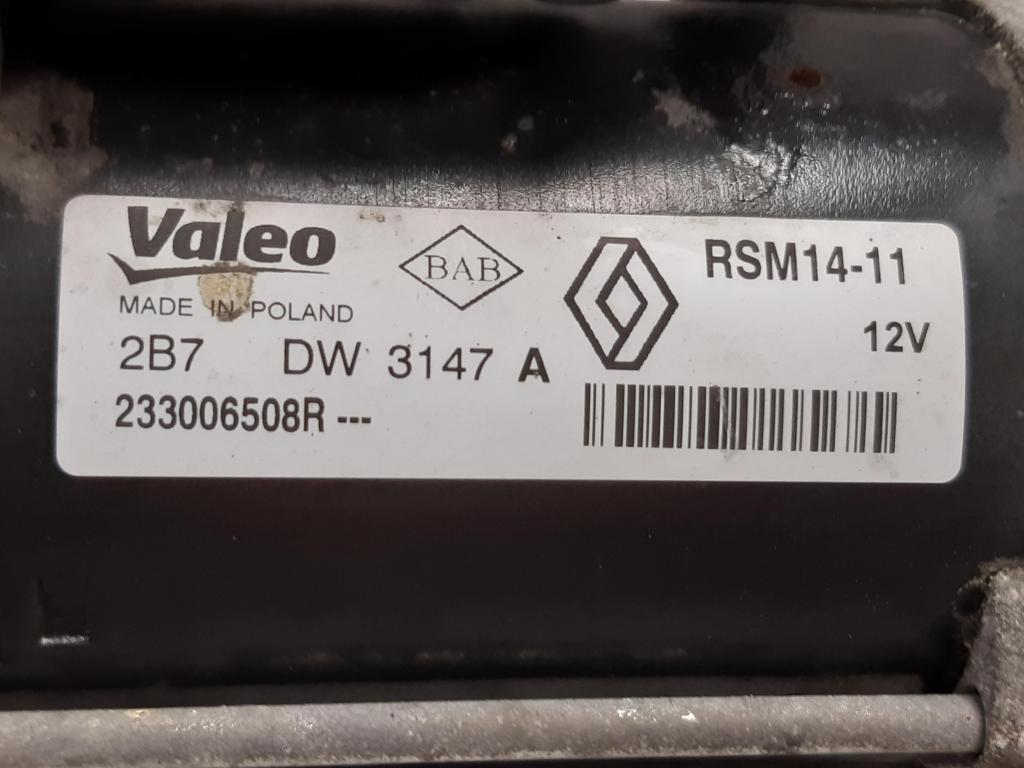 Valeo
MADE IN POLAND
BAB
RSM14-11
12V
2B7 DW 3147 A
233006508R ---